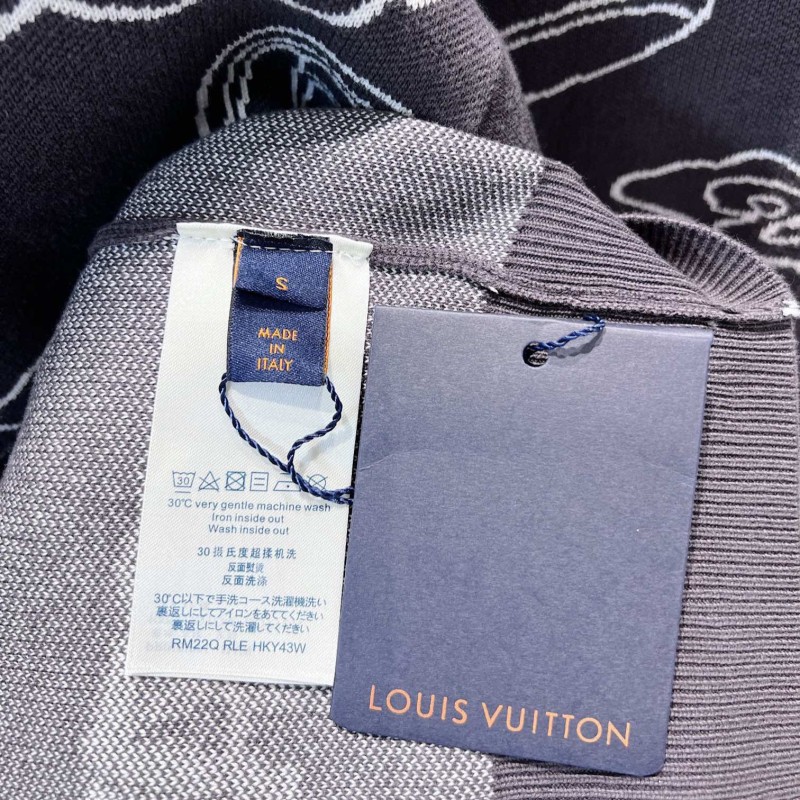 S
MADE
IN
ITALY
30
30℃ very gentle machine wash
Iron inside out
Wash inside out
30摄氏度超揉机洗
反面熨烫
反面洗涤
30℃以下で手洗コース洗濯機洗い
裏返しにしてアイロンをあててください
裏返しにして洗濯してください
RM22Q RLE HKY43W
LOUIS VUITTON